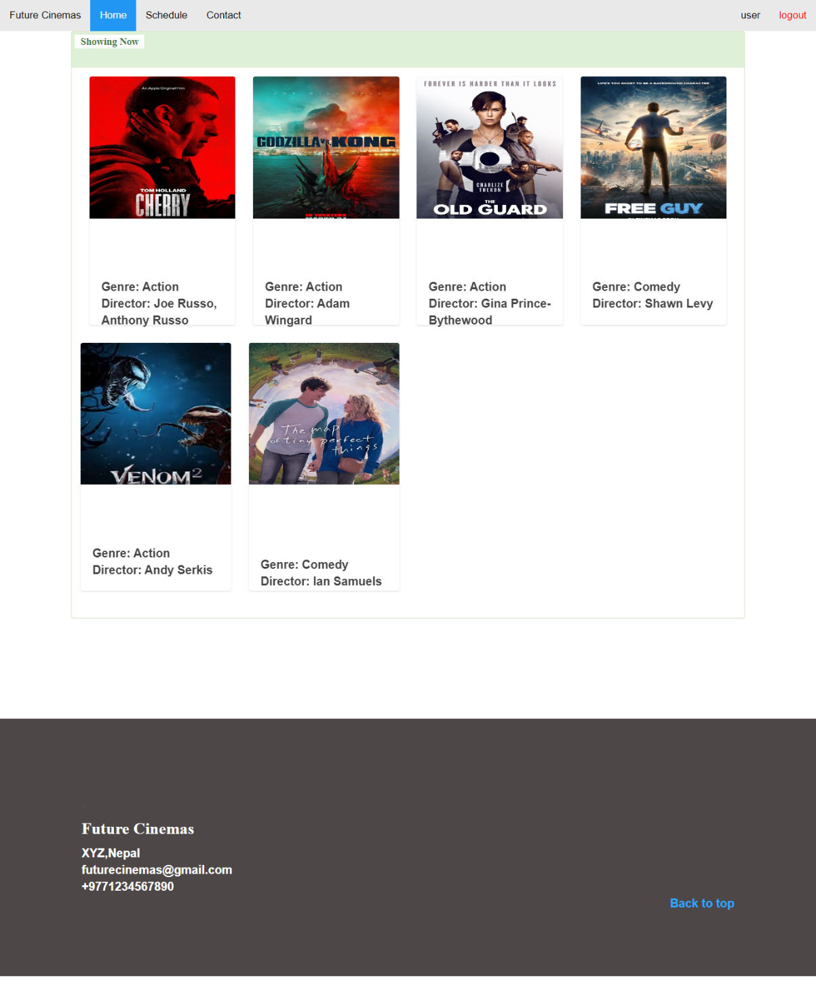 Future Cinemas Home Schedule Contact user logout
Showing Now
An Apple Original Film
TOM HOLLAND
CHERRY
GODZILLA vs. KONG
IN THEATERS
FOREVER IS HARDER THAN IT LOOKS
CHARLIZE
THERON
THE
OLD GUARD
LIFE'S TOO SHORT TO BE A BACKGROUND CHARACTER
FREE GUY
Genre: Action
Director: Joe Russo,
Anthony Russo
Genre: Action
Director: Adam
Wingard
Genre: Action
Director: Gina Prince-
Bythewood
Genre: Comedy
Director: Shawn Levy
VENOM2
The map
of tiny perfect
things
Genre: Action
Director: Andy Serkis
Genre: Comedy
Director: Ian Samuels
<
Future Cinemas
XYZ,Nepal
futurecinemas@gmail.com
+9771234567890
Back to top